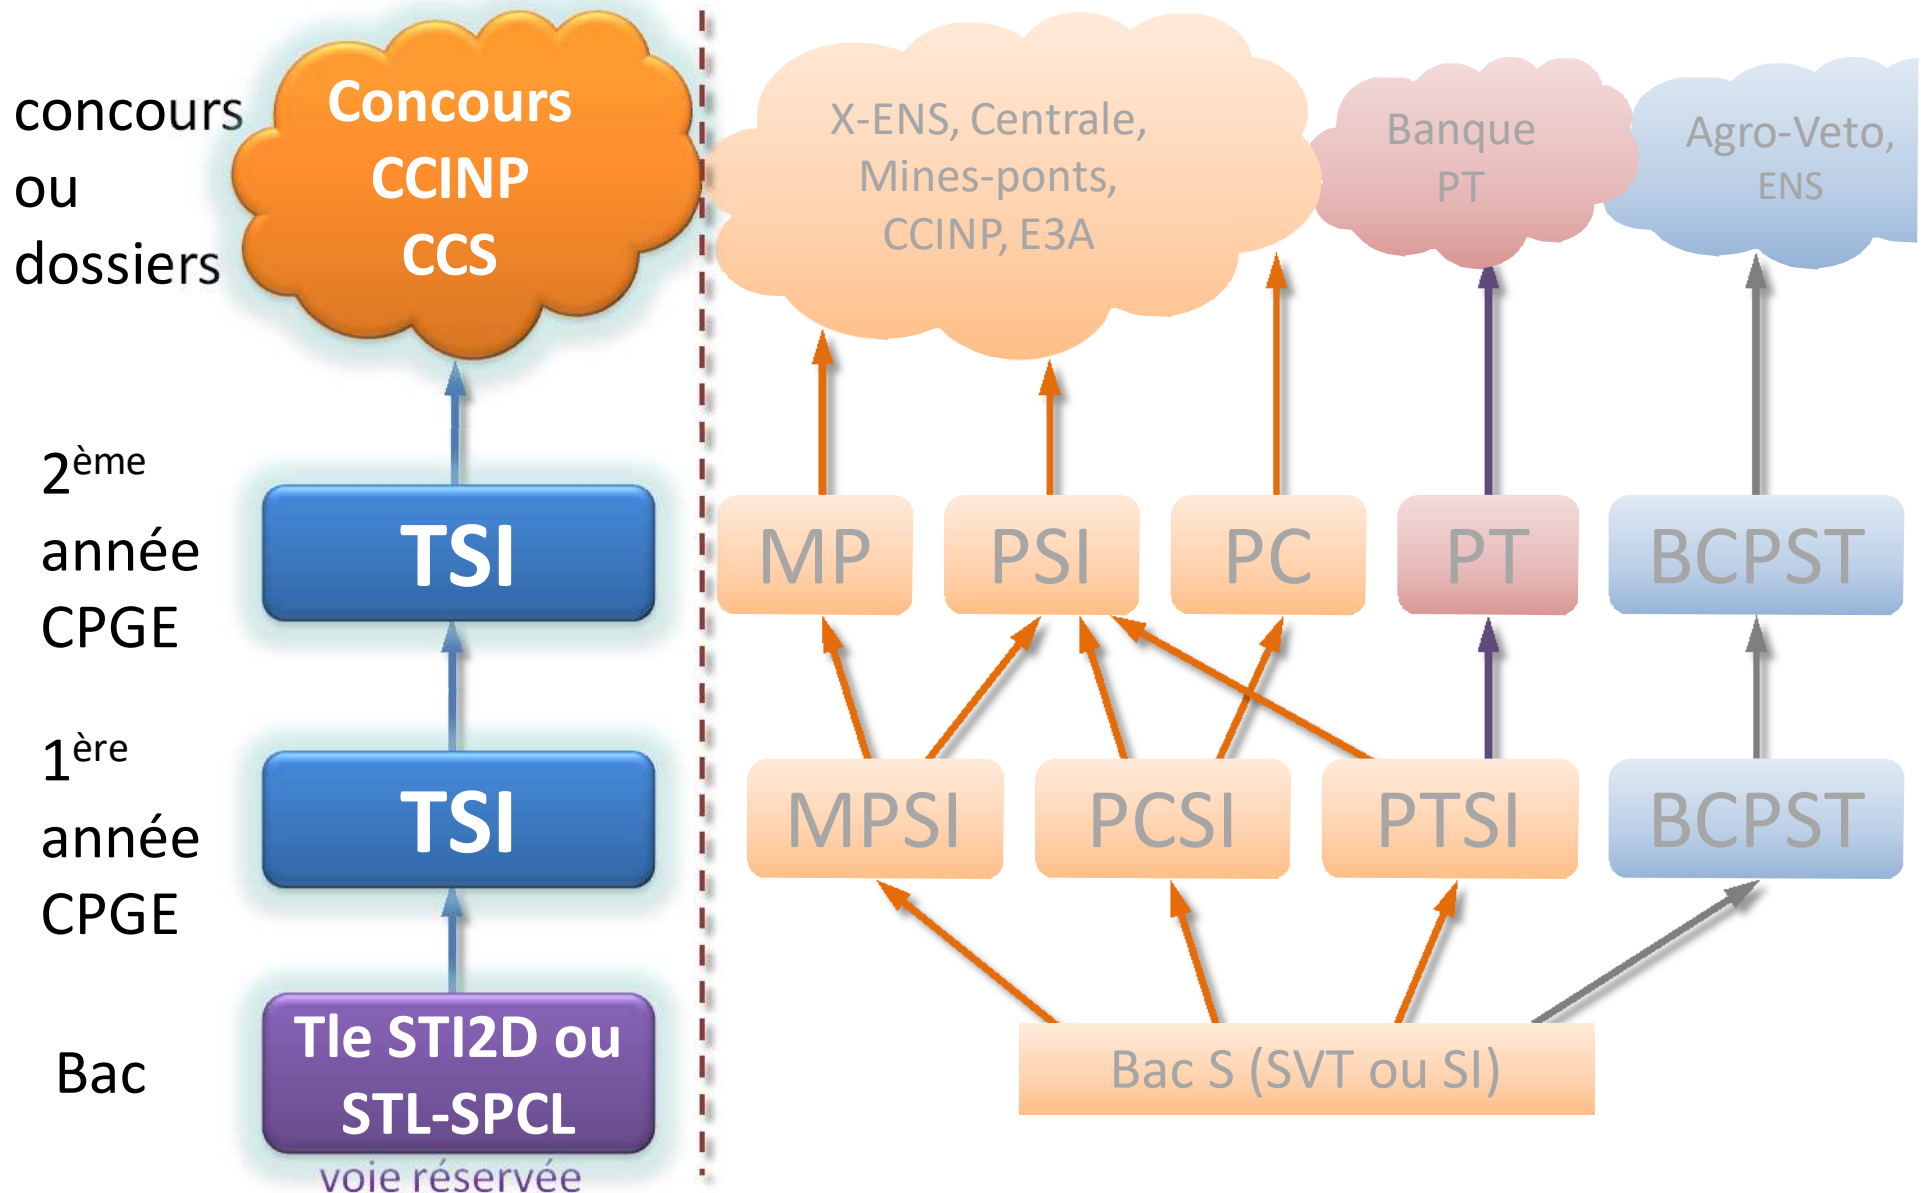 concours
ou
dossiers
Concours
CCINP
CCS
X-ENS, Centrale,
Mines-ponts,
CCINP, E3A
Banque
PT
Agro-Veto,
ENS
2ème
année
CPGE
TSI
MP
PSI
PC
PT
BCPST
1ère
année
CPGE
TSI
MPSI
PCSI
PTSI
BCPST
Bac
Tle STI2D ou
STL-SPCL
voie réservée
Bac S (SVT ou SI)